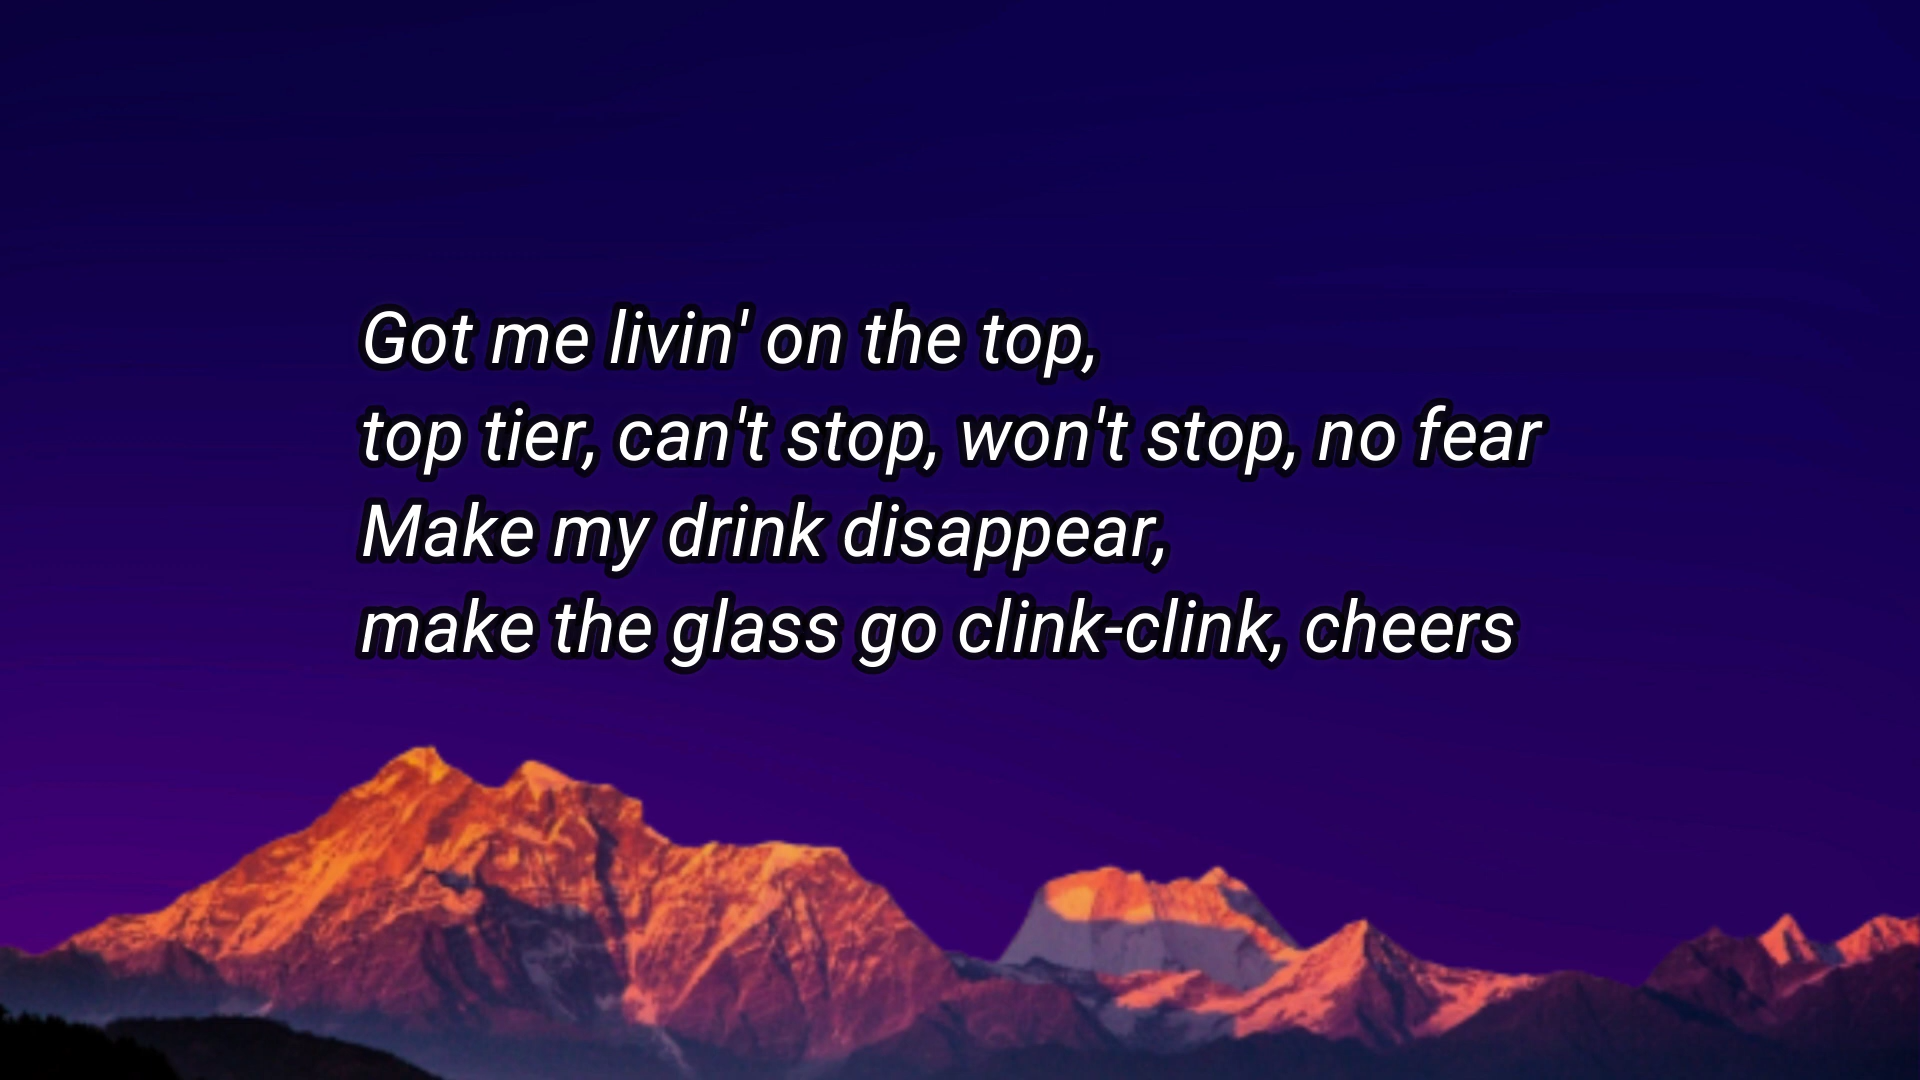 Got me livin' on the top,
top tier, can't stop, won't stop, no fear
Make my drink disappear,
make the glass go clink-clink, cheers